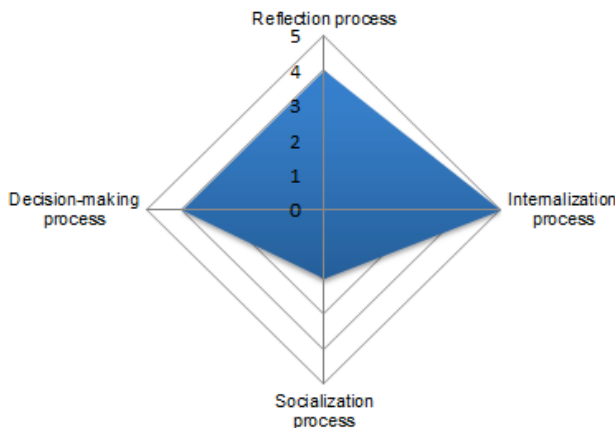 Reflection process
5
4
3
2
1
0
Decision-making
process
Internalization
process
Socialization
process